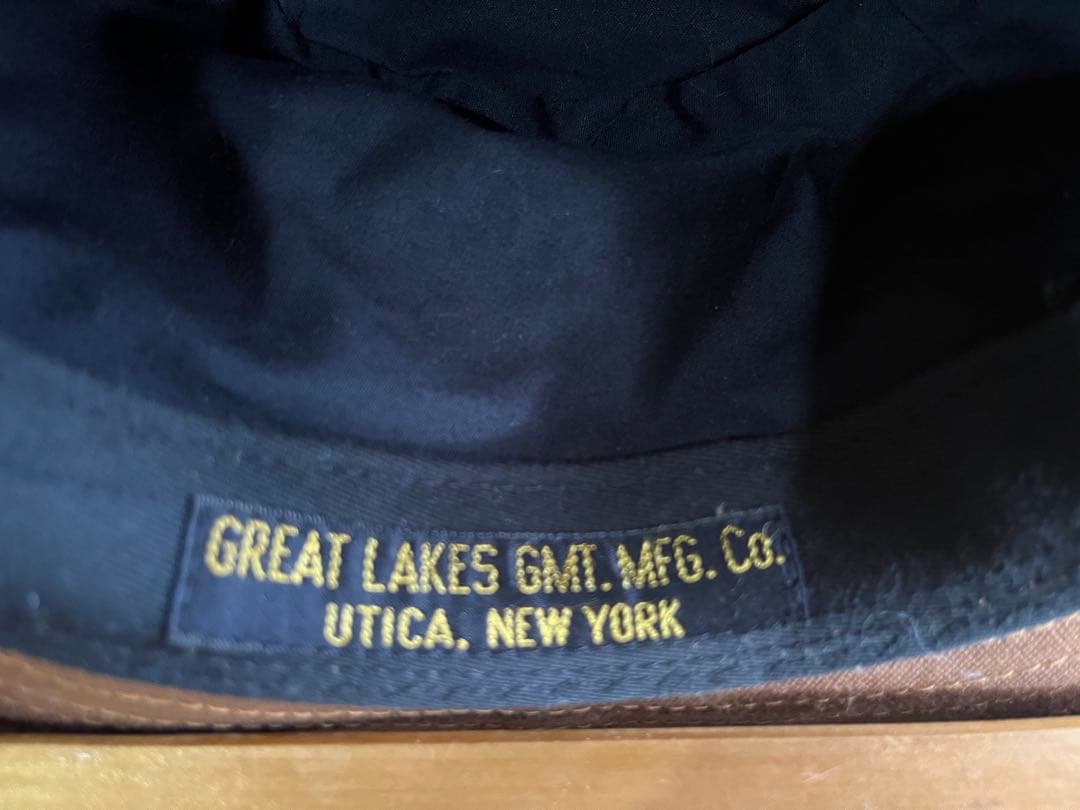 GREAT LAKES GMT. MFG. Co.
UTICA, NEW YORK